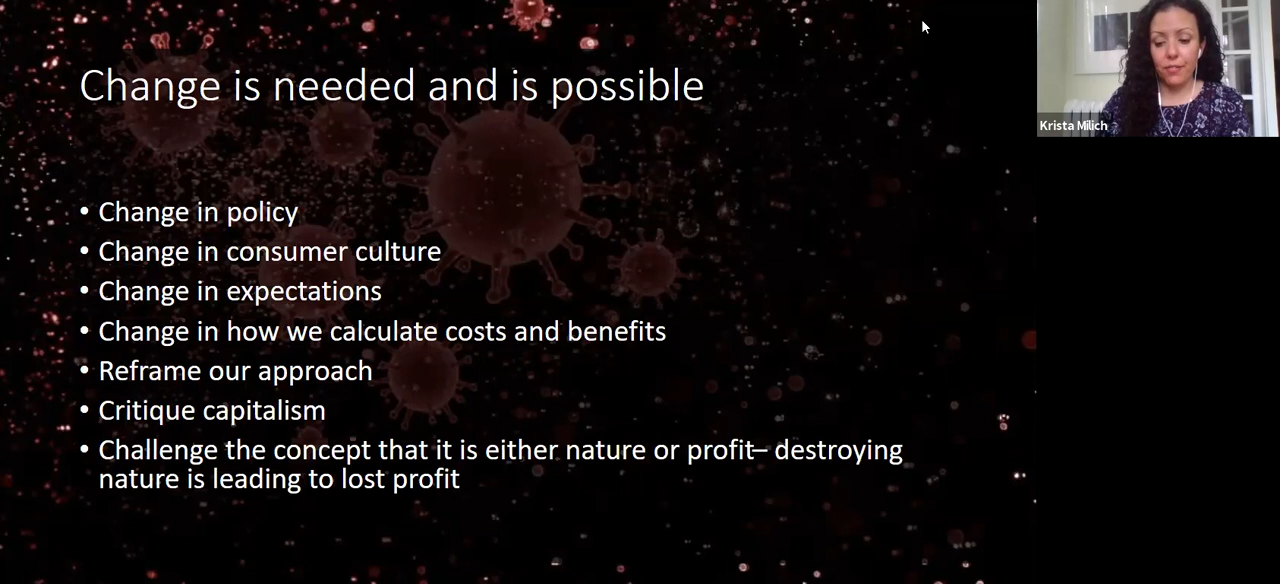 Change is needed and is possible
Krista Milich
• Change in policy
• Change in consumer culture
• Change in expectations
• Change in how we calculate costs and benefits
• Reframe our approach
• Critique capitalism
• Challenge the concept that it is either nature or profit– destroying
nature is leading to lost profit